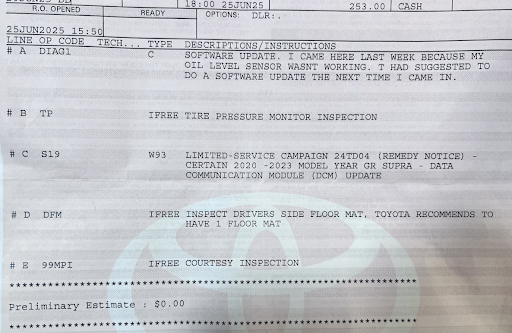 18:00 25JUN25 253.00 CASH
R.O. OPENED READY OPTIONS: DLR:.
25JUN2025 15:50
LINE OP CODE TECH... TYPE DESCRIPTIONS/INSTRUCTIONS
# A DIAG1 C SOFTWARE UPDATE. I CAME HERE LAST WEEK BECAUSE MY
OIL LEVEL SENSOR WASNT WORKING. T HAD SUGGESTED TO
DO A SOFTWARE UPDATE THE NEXT TIME I CAME IN.
# B TP IFREE TIRE PRESSURE MONITOR INSPECTION
# C S19 W93 LIMITED-SERVICE CAMPAIGN 24TD04 (REMEDY NOTICE) -
CERTAIN 2020 -2023 MODEL YEAR GR SUPRA - DATA
COMMUNICATION MODULE (DCM) UPDATE
# D DFM IFREE INSPECT DRIVERS SIDE FLOOR MAT, TOYOTA RECOMMENDS TO
HAVE 1 FLOOR MAT
# E 99MPI IFREE COURTESY INSPECTION
Preliminary Estimate : $0.00